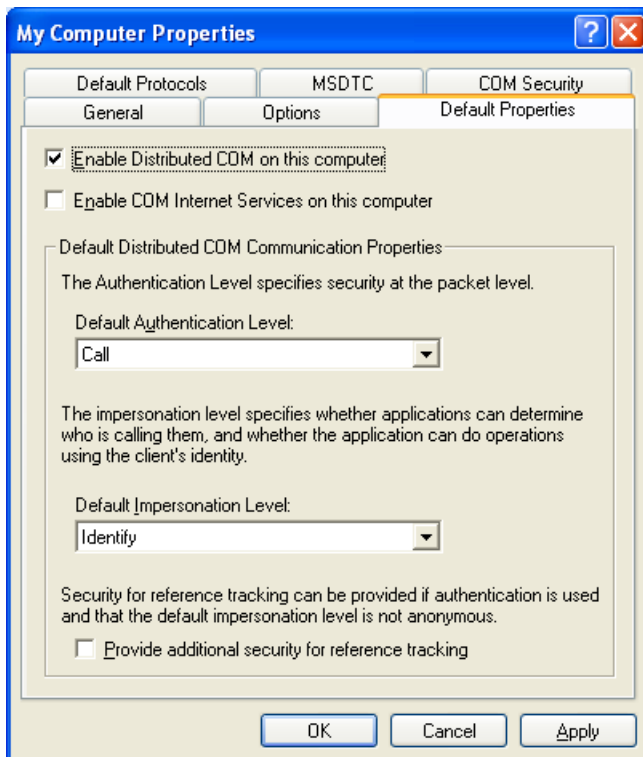 My Computer Properties
Default Protocols MSDTC COM Security
General Options Default Properties
Enable Distributed COM on this computer
Enable COM Internet Services on this computer
Default Distributed COM Communication Properties
The Authentication Level specifies security at the packet level.
Default Authentication Level:
Call
The impersonation level specifies whether applications can determine
who is calling them, and whether the application can do operations
using the client's identity.
Default Impersonation Level:
Identify
Security for reference tracking can be provided if authentication is used
and that the default impersonation level is not anonymous.
Provide additional security for reference tracking
OK Cancel Apply